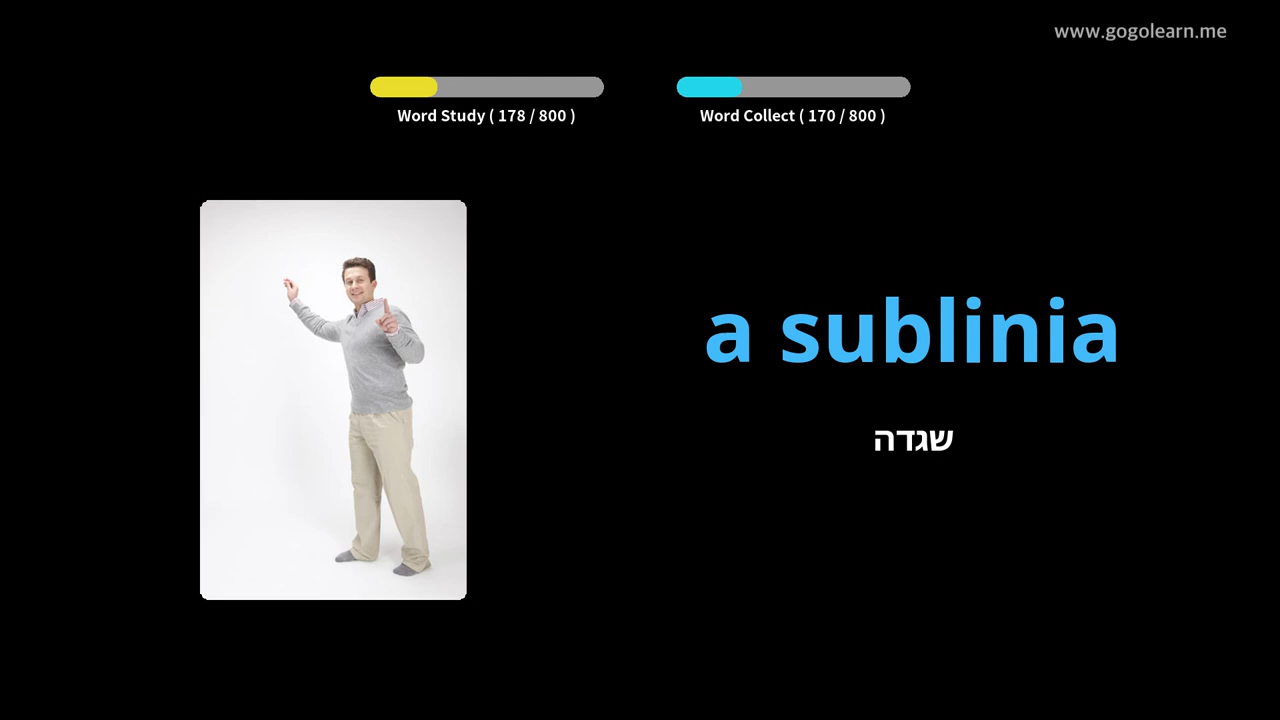 www.gogolearn.me
Word Study ( 178 / 800 )
Word Collect ( 170 / 800 )
a sublinia
שגדה